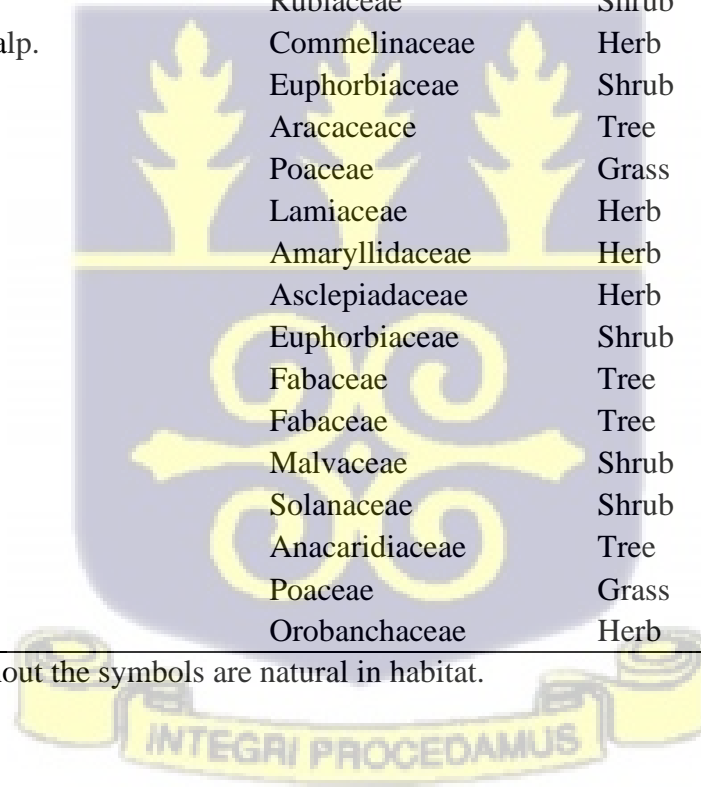 Rubiaceae Shrub
alp. Commelinaceae Herb
Euphorbiaceae Shrub
Aracaceace Tree
Poaceae Grass
Lamiaceae Herb
Amaryllidaceae Herb
Asclepiadaceae Herb
Euphorbiaceae Shrub
Fabaceae Tree
Fabaceae Tree
Malvaceae Shrub
Solanaceae Shrub
Anacaridiaceae Tree
Poaceae Grass
Orobanchaceae Herb
out the symbols are natural in habitat.
INTEGRI PROCEDAMUS